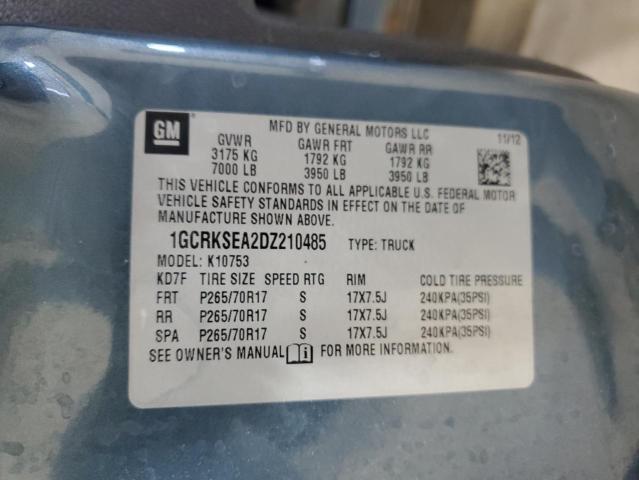 GM
MFD BY GENERAL MOTORS LLC 11/12
GVWR GAWR FRT GAWR RR
3175 KG 1792 KG 1792 KG
7000 LB 3950 LB 3950 LB
THIS VEHICLE CONFORMS TO ALL APPLICABLE U.S. FEDERAL MOTOR
VEHICLE SAFETY STANDARDS IN EFFECT ON THE DATE OF
MANUFACTURE SHOWN ABOVE.
1GCRKSEA2DZ210485 TYPE: TRUCK
MODEL: K10753
KD7F TIRE SIZE SPEED RTG RIM COLD TIRE PRESSURE
FRT P265/70R17 S 17X7.5J 240KPA(35PSI)
RR P265/70R17 S 17X7.5J 240KPA(35PSI)
SPA P265/70R17 S 17X7.5J 240KPA(35PSI)
SEE OWNER'S MANUAL i FOR MORE INFORMATION.